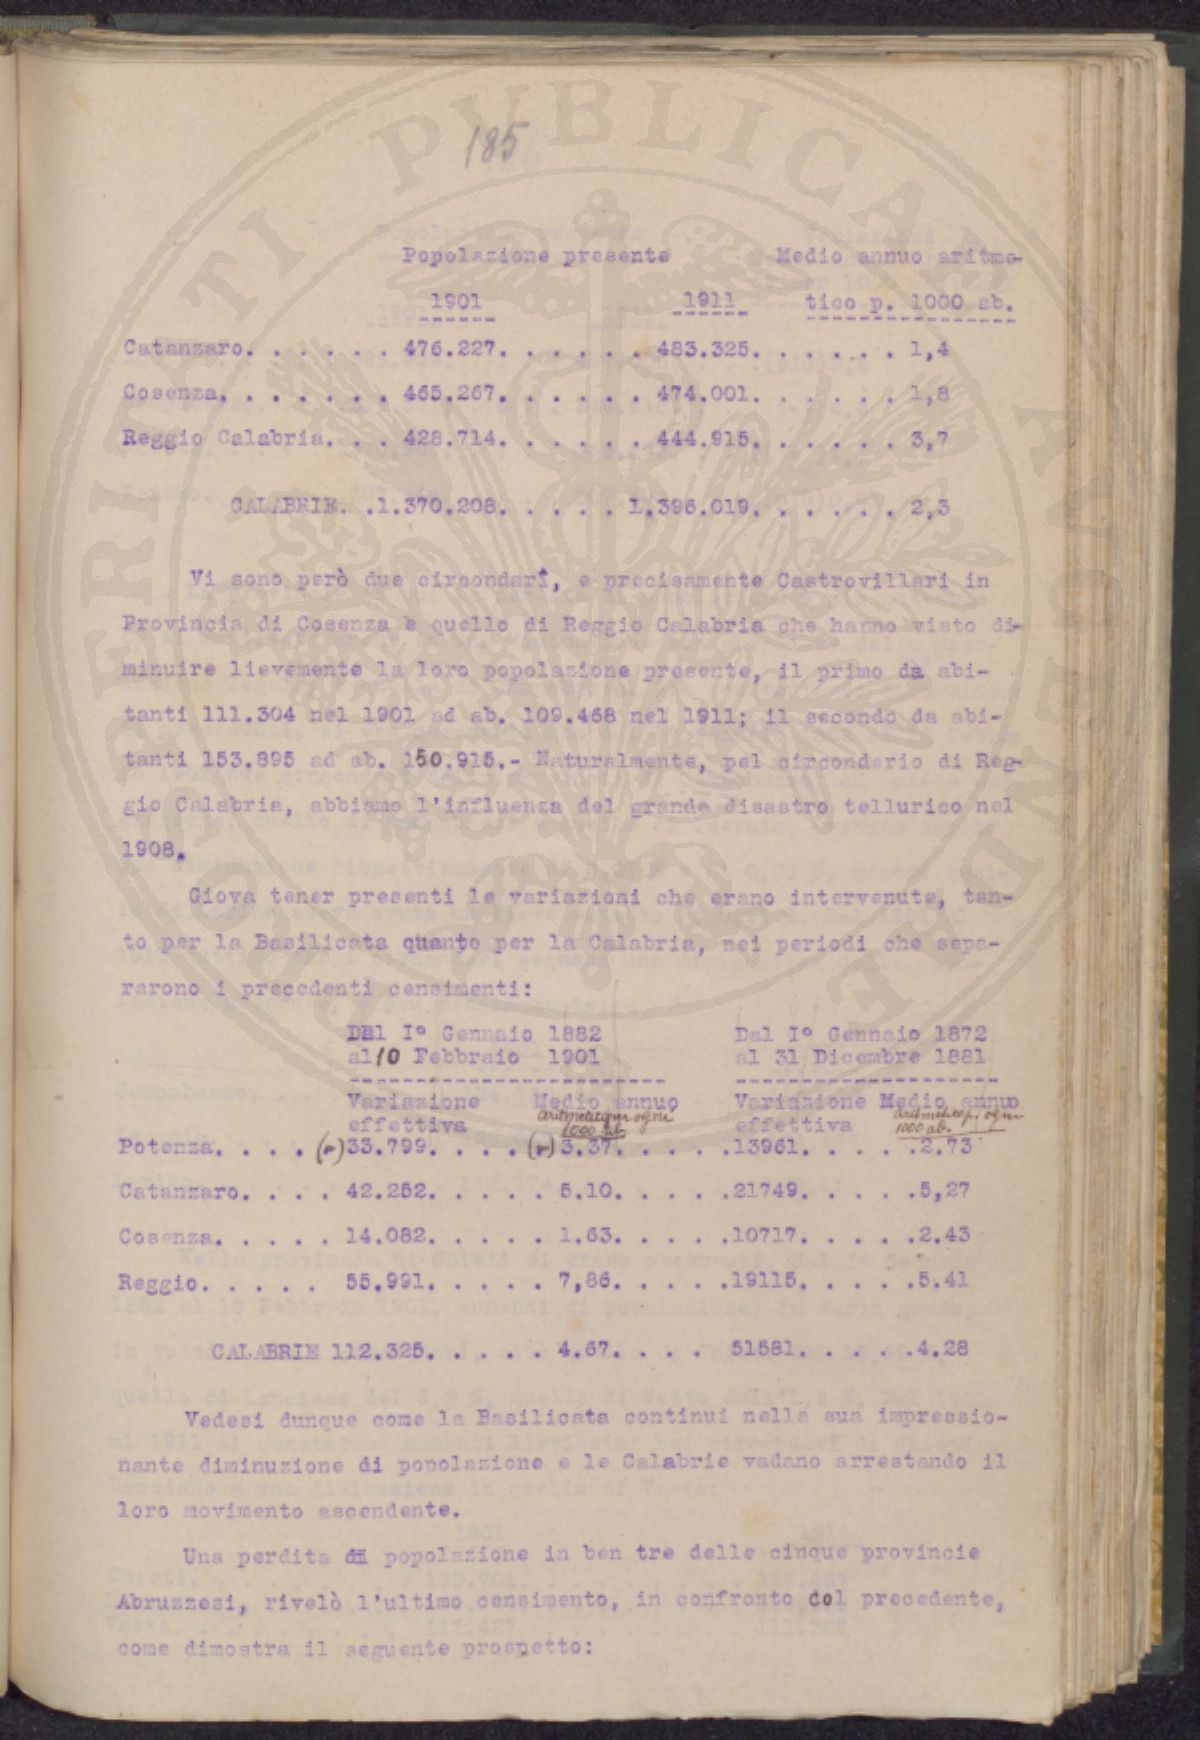 185
Popolazione presente Medio annuo aritme-
1901 1911 tico p. 1000 ab.
Catanzaro. . . . . . 476.227. . . . . . 483.325. . . . . . 1,4
Cosenza. . . . . . . 465.267. . . . . . 474.001. . . . . . 1,8
Reggio Calabria. . . 428.714. . . . . . 444.915. . . . . . 3,7
CALABRIE. .1.370.208. . . . . 1.396.019. . . . . . 2,3
Vi sono però due circondarî, e precisamente Castrovillari in
Provincia di Cosenza e quello di Reggio Calabria che hanno visto di-
minuire lievemente la loro popolazione presente, il primo da abi-
tanti 111.304 nel 1901 ad ab. 109.468 nel 1911; il secondo da abi-
tanti 153.895 ad ab. 150.915.- Naturalmente, pel circondario di Reg-
gio Calabria, abbiamo l'influenza del grande disastro tellurico nel
1908.
Giova tener presenti le variazioni che erano intervenute, tan-
to per la Basilicata quanto per la Calabria, nei periodi che sepa-
rarono i precedenti censimenti:
Dal I° Gennaio 1882 Dal I° Gennaio 1872
al 10 Febbraio 1901 al 31 Dicembre 1881
Variazione Medio annuo Variazione Medio annuo
effettiva aritmetico per ogni 1000 ab. effettiva aritmetico p. ogni 1000 ab.
Potenza. . . . (-)33.799. . . . (-)3.37. . . . .13961. . . . .2.73
Catanzaro. . . . 42.252. . . . . 5.10. . . . .21749. . . . .5,27
Cosenza. . . . . 14.082. . . . . 1.63. . . . .10717. . . . .2.43
Reggio. . . . . 55.991. . . . . 7,86. . . . .19115. . . . .5.41
CALABRIE 112.325. . . . . 4.67. . . . 51581. . . . .4.28
Vedesi dunque come la Basilicata continui nella sua impressio-
nante diminuzione di popolazione e le Calabrie vadano arrestando il
loro movimento ascendente.
Una perdita di popolazione in ben tre delle cinque provincie
Abruzzesi, rivelò l'ultimo censimento, in confronto col precedente,
come dimostra il seguente prospetto: